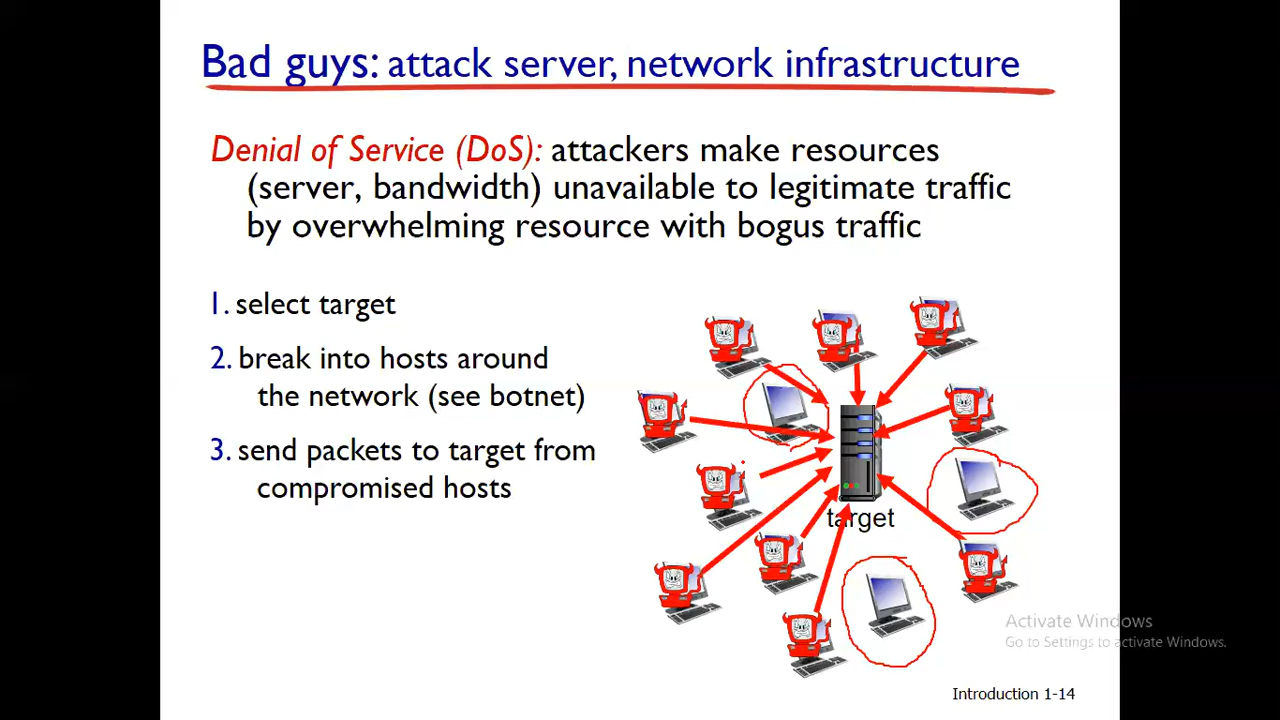 Bad guys: attack server, network infrastructure
Denial of Service (DoS): attackers make resources
(server, bandwidth) unavailable to legitimate traffic
by overwhelming resource with bogus traffic
1. select target
2. break into hosts around
the network (see botnet)
3. send packets to target from
compromised hosts
target
Activate Windows
Go to Settings to activate Windows.
Introduction 1-14